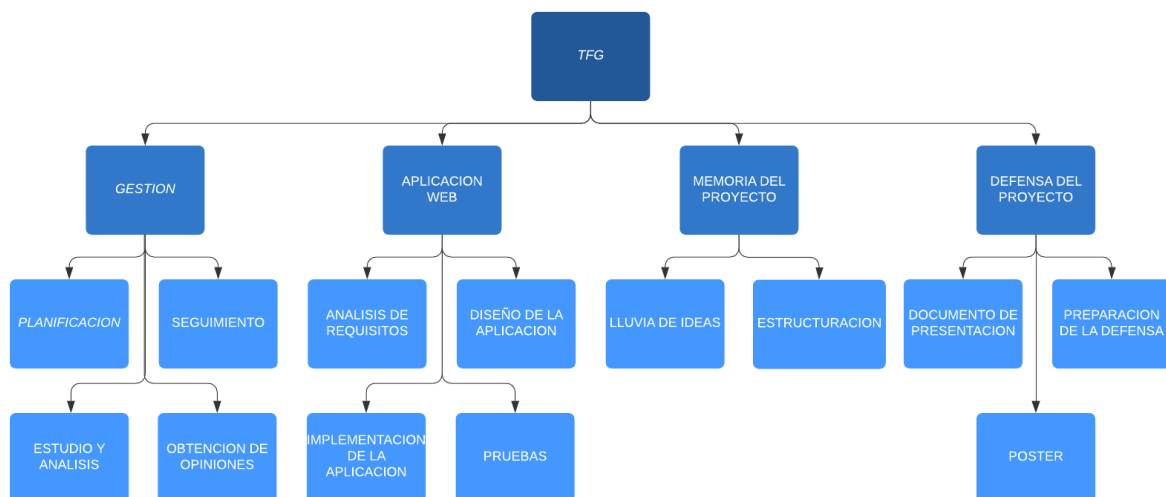 TFG
GESTION
APLICACION
WEB
MEMORIA DEL
PROYECTO
DEFENSA DEL
PROYECTO
PLANIFICACION
SEGUIMIENTO
ANALISIS DE
REQUISITOS
DISEÑO DE LA
APLICACION
LLUVIA DE IDEAS
ESTRUCTURACION
DOCUMENTO DE
PRESENTACION
PREPARACION
DE LA DEFENSA
ESTUDIO Y
ANALISIS
OBTENCION DE
OPINIONES
IMPLEMENTACION
DE LA
APLICACION
PRUEBAS
POSTER